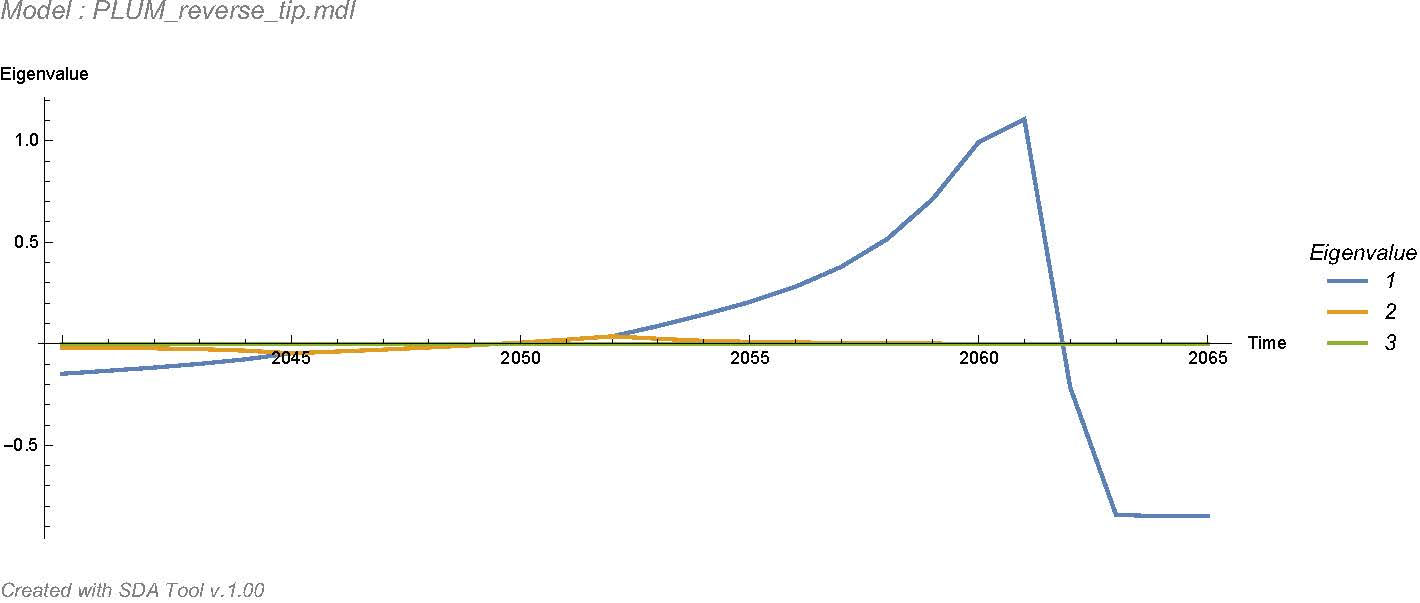 Model : PLUM_reverse_tip.mdl
Eigenvalue
1.0
0.5
2045 2050 2055 2060 2065 Time
−0.5
Eigenvalue
1
2
3
Created with SDA Tool v.1.00